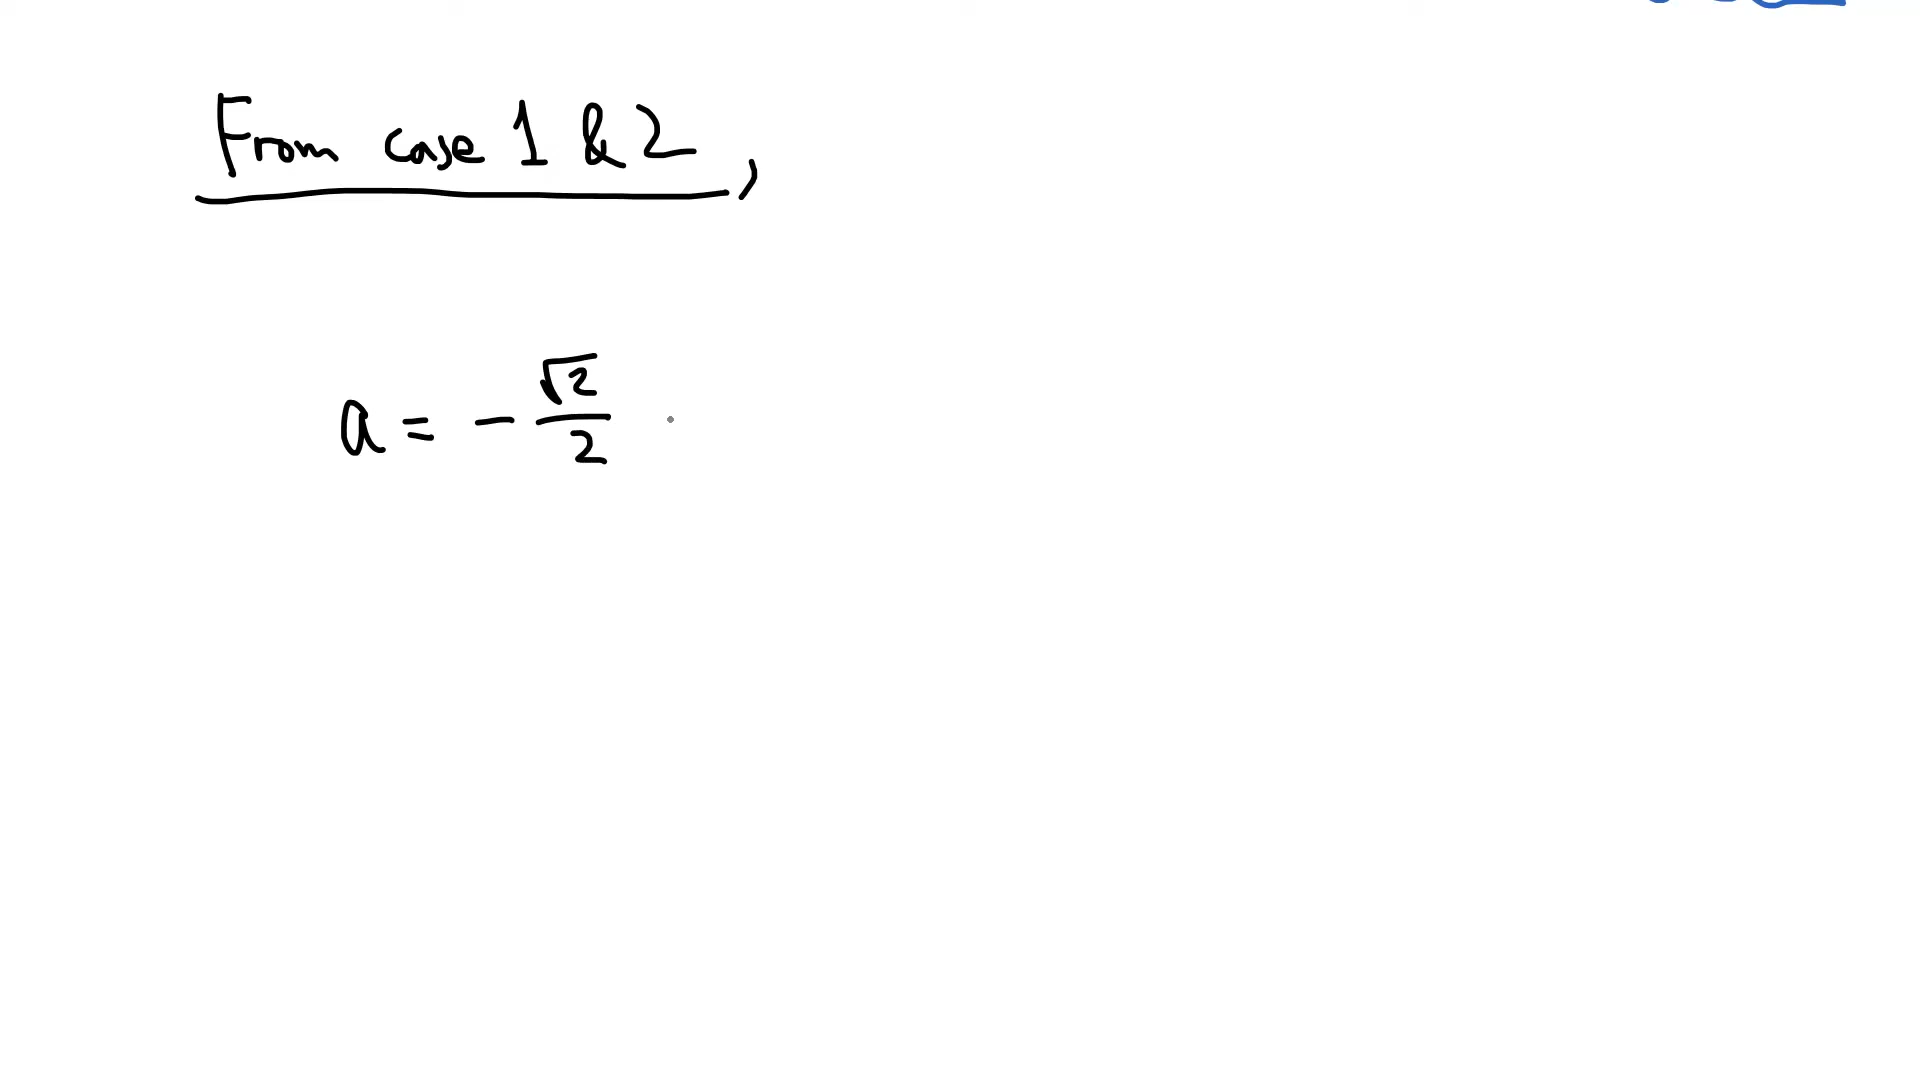 From case 1 & 2,
a = - √2/2